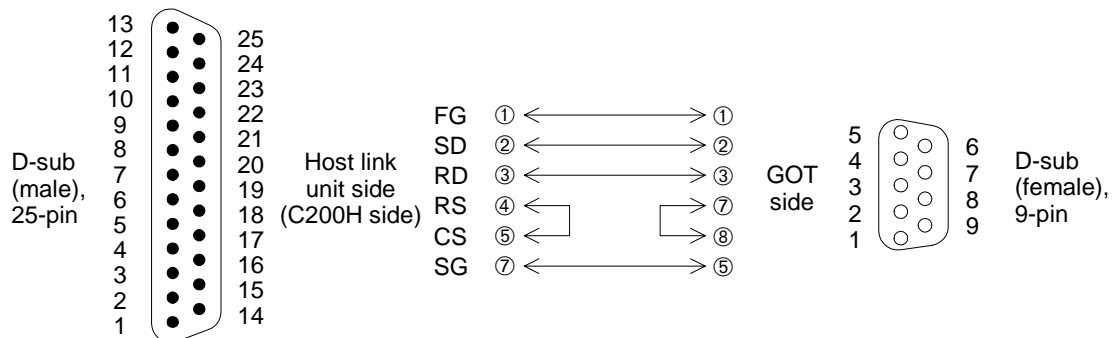 13
12
11
10
9
8
7
6
5
4
3
2
1
25
24
23
22
21
20
19
18
17
16
15
14
D-sub
(male),
25-pin
Host link
unit side
(C200H side)
FG ① ①
SD ② ②
RD ③ ③
RS ④ ⑦
CS ⑤ ⑧
SG ⑦ ⑤
GOT
side
5
4
3
2
1
6
7
8
9
D-sub
(female),
9-pin